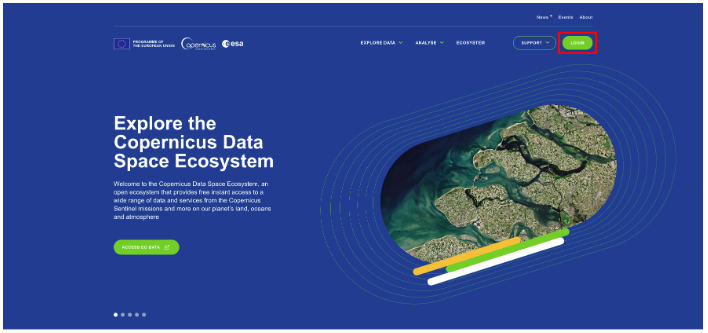 News Events About
PROGRAMME OF
THE EUROPEAN UNION
Copernicus
esa
EXPLORE DATA ANALYSE ECOSYSTEM SUPPORT LOGIN
Explore the
Copernicus Data
Space Ecosystem
Welcome to the Copernicus Data Space Ecosystem, an
open ecosystem that provides free instant access to a
wide range of data and services from the Copernicus
Sentinel missions and more on our planet's land, oceans
and atmosphere
ACCESS EO DATA